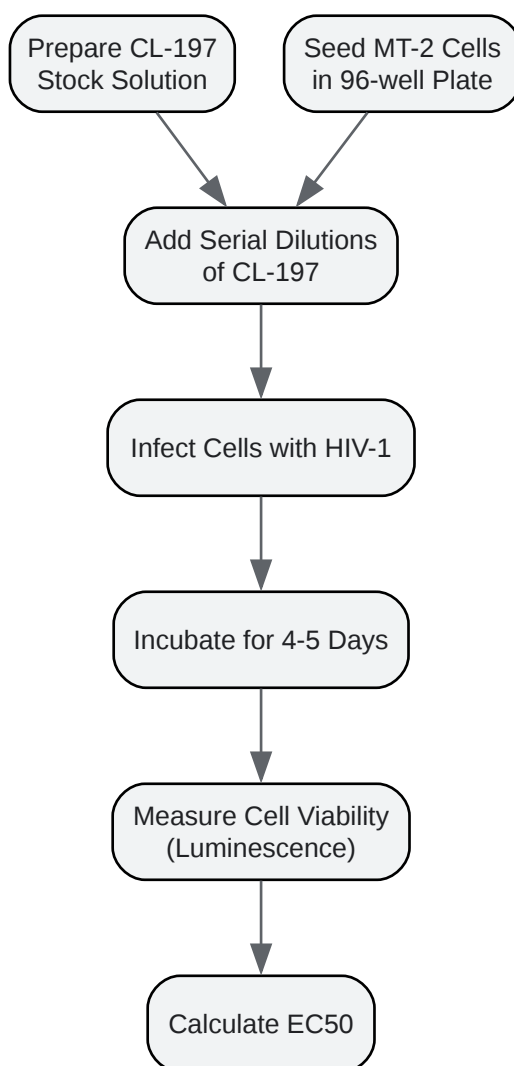 Prepare CL-197
Stock Solution
Seed MT-2 Cells
in 96-well Plate
Add Serial Dilutions
of CL-197
Infect Cells with HIV-1
Incubate for 4-5 Days
Measure Cell Viability
(Luminescence)
Calculate EC50